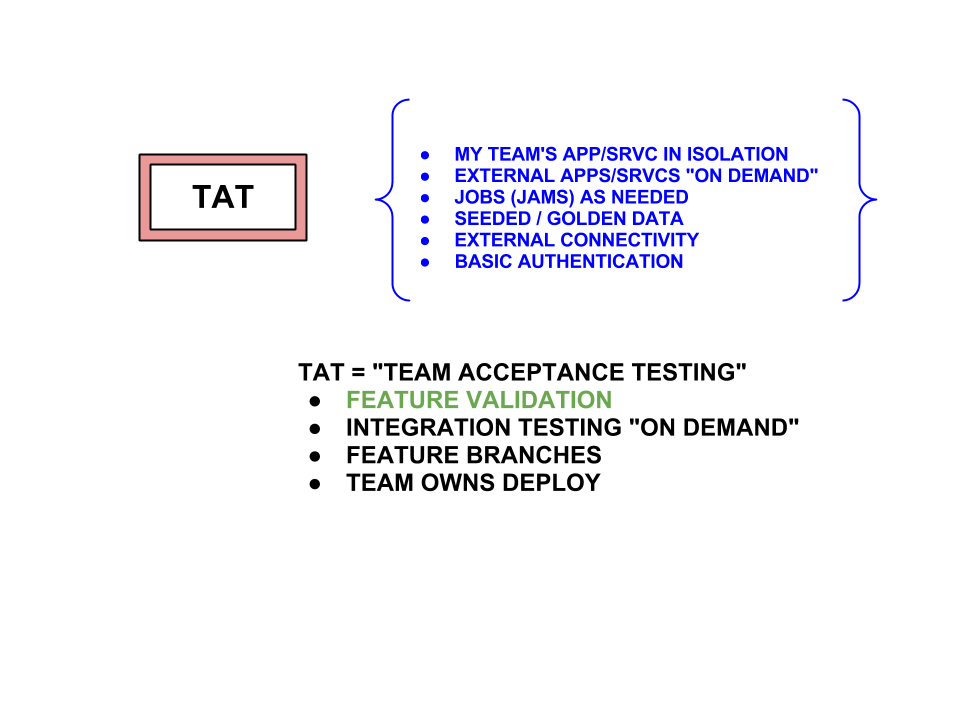 TAT
● MY TEAM'S APP/SRVC IN ISOLATION
● EXTERNAL APPS/SRVCS "ON DEMAND"
● JOBS (JAMS) AS NEEDED
● SEEDED / GOLDEN DATA
● EXTERNAL CONNECTIVITY
● BASIC AUTHENTICATION
TAT = "TEAM ACCEPTANCE TESTING"
● FEATURE VALIDATION
● INTEGRATION TESTING "ON DEMAND"
● FEATURE BRANCHES
● TEAM OWNS DEPLOY